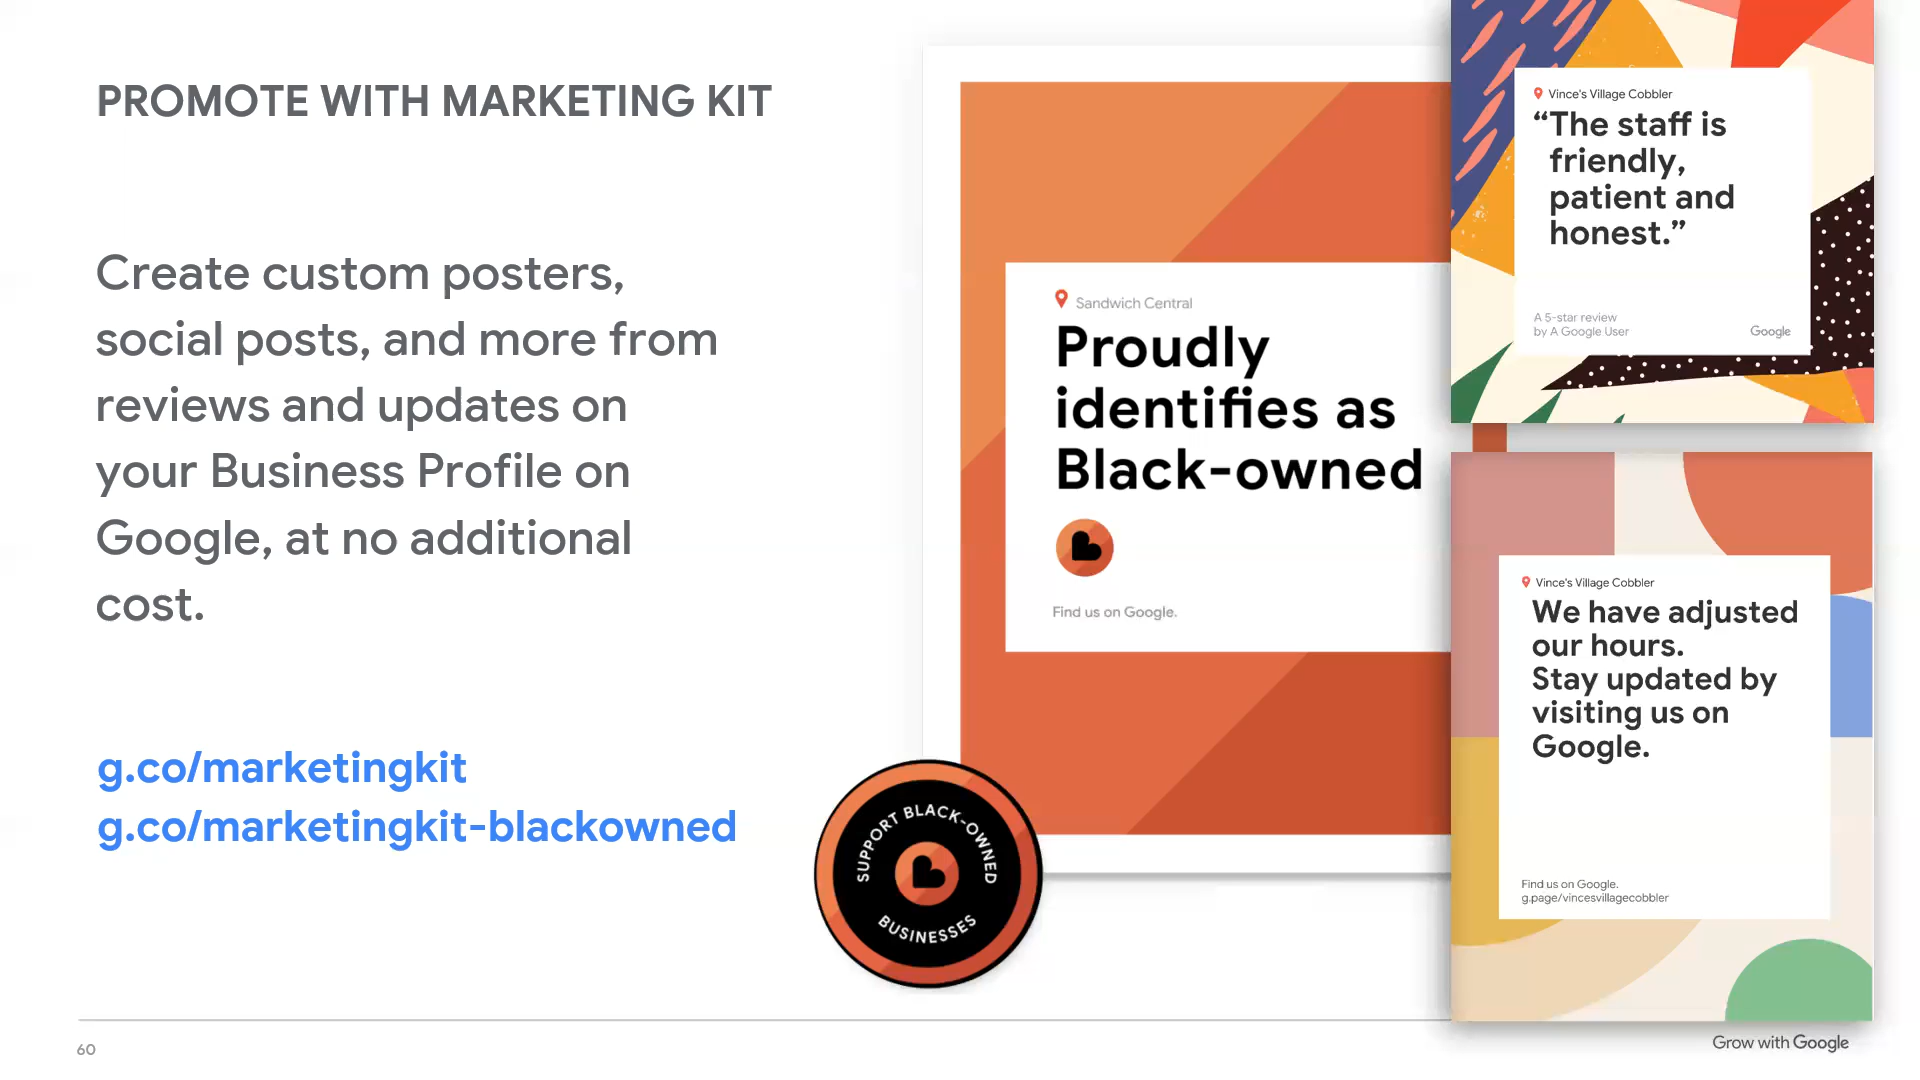 PROMOTE WITH MARKETING KIT
Create custom posters,
social posts, and more from
reviews and updates on
your Business Profile on
Google, at no additional
cost.
g.co/marketingkit
g.co/marketingkit-blackowned
Sandwich Central
Proudly
identifies as
Black-owned
Find us on Google.
SUPPORT BLACK-OWNED
BUSINESSES
Vince's Village Cobbler
“The staff is
friendly,
patient and
honest.”
A 5-star review
by A Google User
Google
Vince's Village Cobbler
We have adjusted
our hours.
Stay updated by
visiting us on
Google.
Find us on Google.
g.page/vincesvillagecobbler
60
Grow with Google